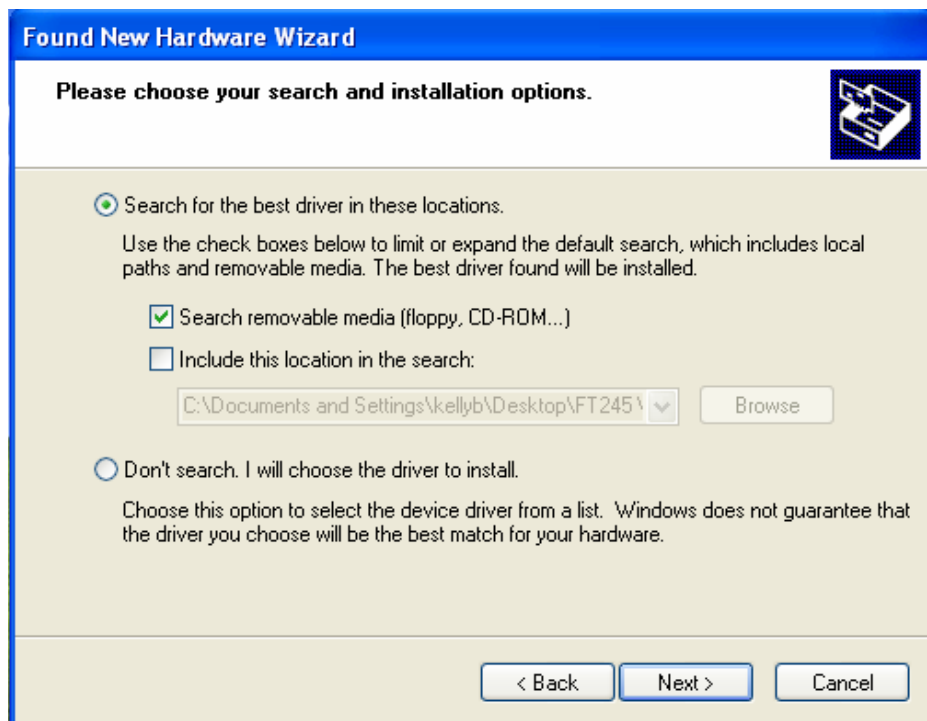 Found New Hardware Wizard
Please choose your search and installation options.
Search for the best driver in these locations.
Use the check boxes below to limit or expand the default search, which includes local
paths and removable media. The best driver found will be installed.
Search removable media (floppy, CD-ROM...)
Include this location in the search:
C:\Documents and Settings\kellyb\Desktop\FT245 \
Browse
Don't search. I will choose the driver to install.
Choose this option to select the device driver from a list.  Windows does not guarantee that
the driver you choose will be the best match for your hardware.
< Back
Next >
Cancel